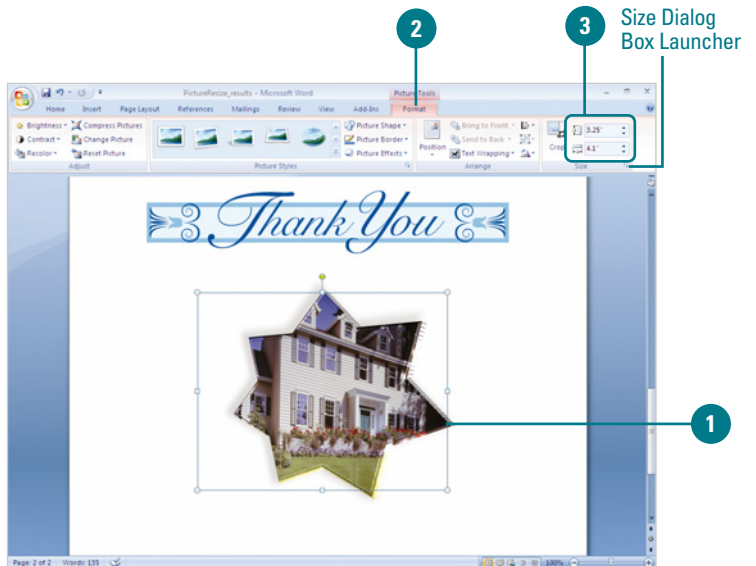 2
3
Size Dialog
Box Launcher
PictureResize_results - Microsoft Word
Picture Tools
Home Insert Page Layout References Mailings Review View Add-Ins Format
Brightness Compress Pictures Picture Shape Bring to Front 3.25"
Contrast Change Picture Picture Border Position Send to Back Crop 4.1"
Recolor Reset Picture Picture Effects Text Wrapping
Adjust Picture Styles Arrange Size
Thank You
1
Page: 2 of 2 Words: 135 100%